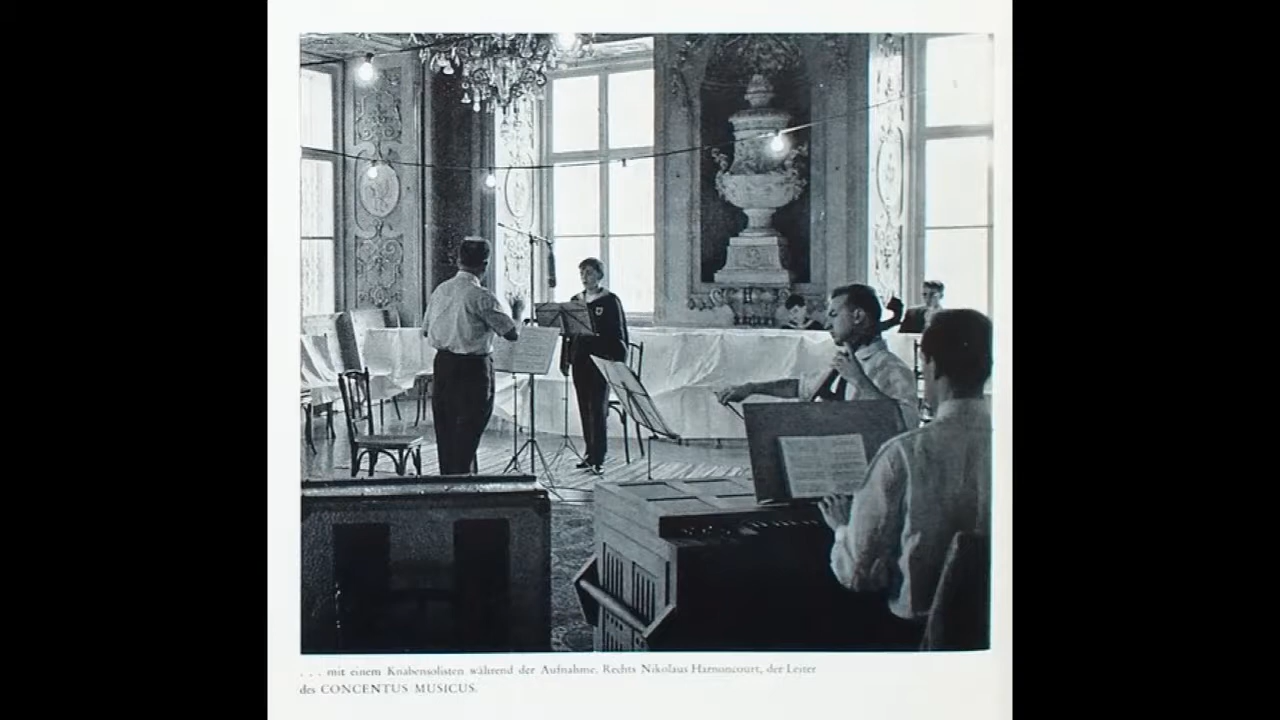 . . . mit einem Knabensolisten während der Aufnahme. Rechts Nikolaus Harnoncourt, der Leiter
des CONCENTUS MUSICUS.